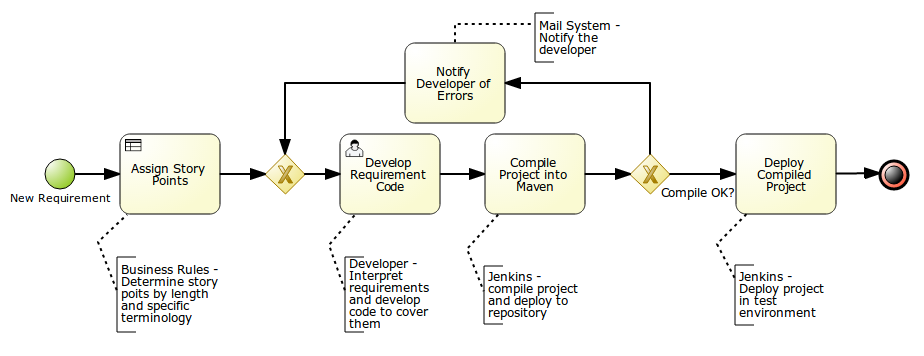 Mail System -
Notify the
developer
Notify
Developer of
Errors
New Requirement
Assign Story
Points
Develop
Requirement
Code
Compile
Project into
Maven
Compile OK?
Deploy
Compiled
Project
Business Rules -
Determine story
poits by length
and specific
terminology
Developer -
Interpret
requirements
and develop
code to cover
them
Jenkins -
compile project
and deploy to
repository
Jenkins -
Deploy project
in test
environment